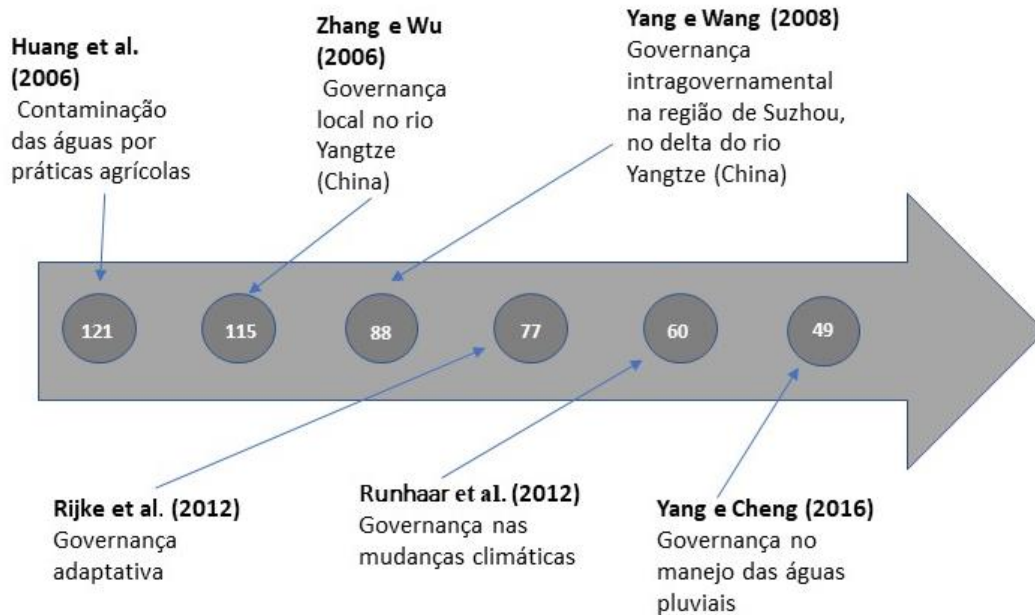 Huang et al.
(2006)
Contaminação
das águas por
práticas agrícolas
Zhang e Wu
(2006)
Governança
local no rio
Yangtze
(China)
Yang e Wang (2008)
Governança
intragovernamental
na região de Suzhou,
no delta do rio
Yangtze (China)
121
115
88
77
60
49
Rijke et al. (2012)
Governança
adaptativa
Runhaar et al. (2012)
Governança nas
mudanças climáticas
Yang e Cheng (2016)
Governança no
manejo das águas
pluviais